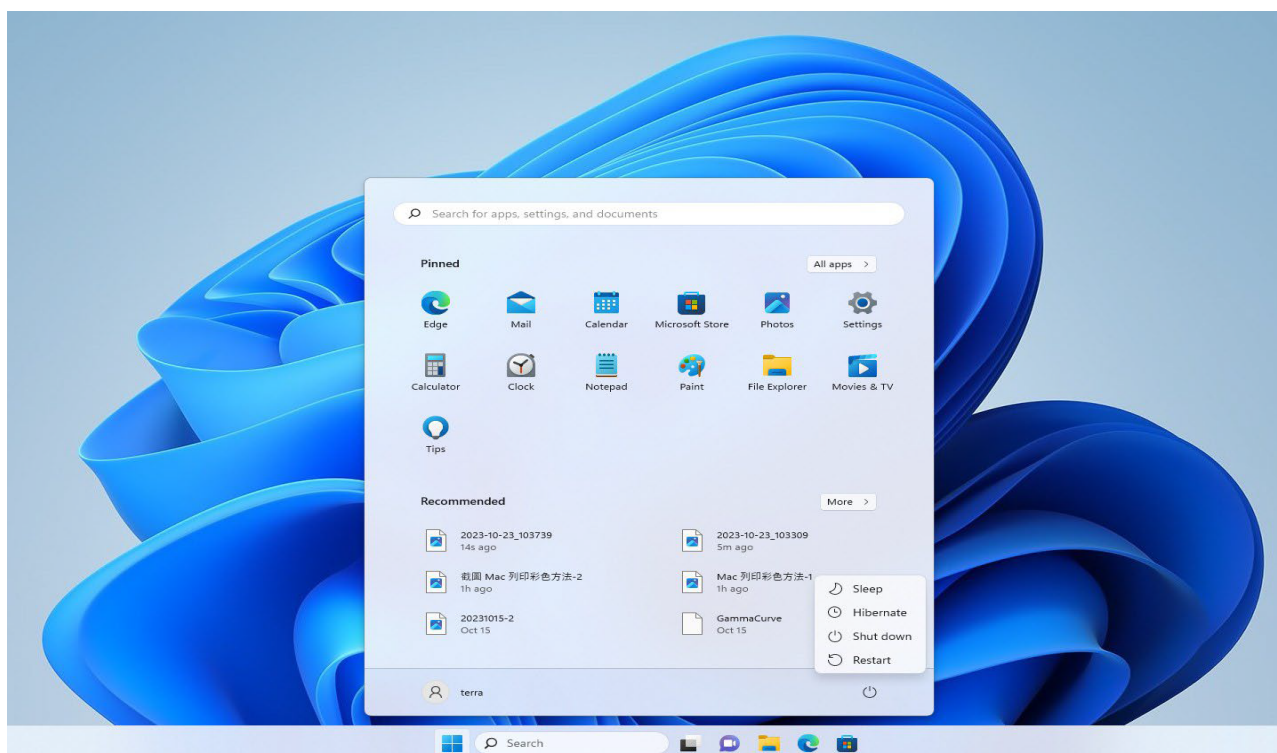 Search for apps, settings, and documents
Pinned
All apps >
Edge
Mail
Calendar
Microsoft Store
Photos
Settings
Calculator
Clock
Notepad
Paint
File Explorer
Movies & TV
Tips
Recommended
More >
2023-10-23_103739
14s ago
2023-10-23_103309
5m ago
截圖 Mac 列印彩色方法-2
1h ago
Mac 列印彩色方法-1
1h ago
20231015-2
Oct 15
GammaCurve
Oct 15
Sleep
Hibernate
Shut down
Restart
terra
Search